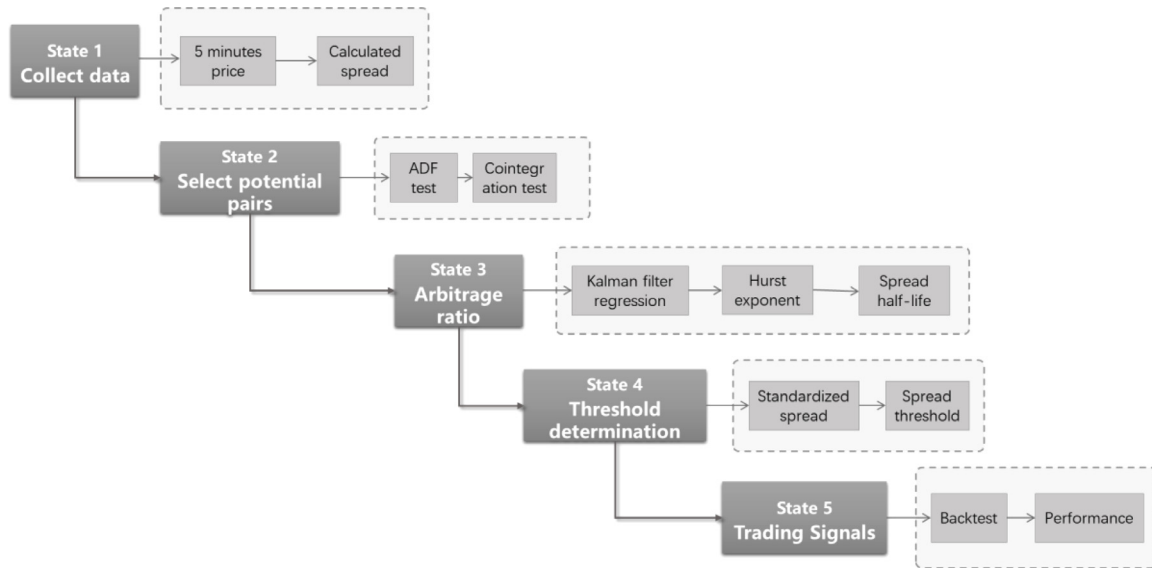 State 1
Collect data
5 minutes
price
Calculated
spread
State 2
Select potential
pairs
ADF
test
Cointegr
ation test
State 3
Arbitrage
ratio
Kalman filter
regression
Hurst
exponent
Spread
half-life
State 4
Threshold
determination
Standardized
spread
Spread
threshold
State 5
Trading Signals
Backtest
Performance